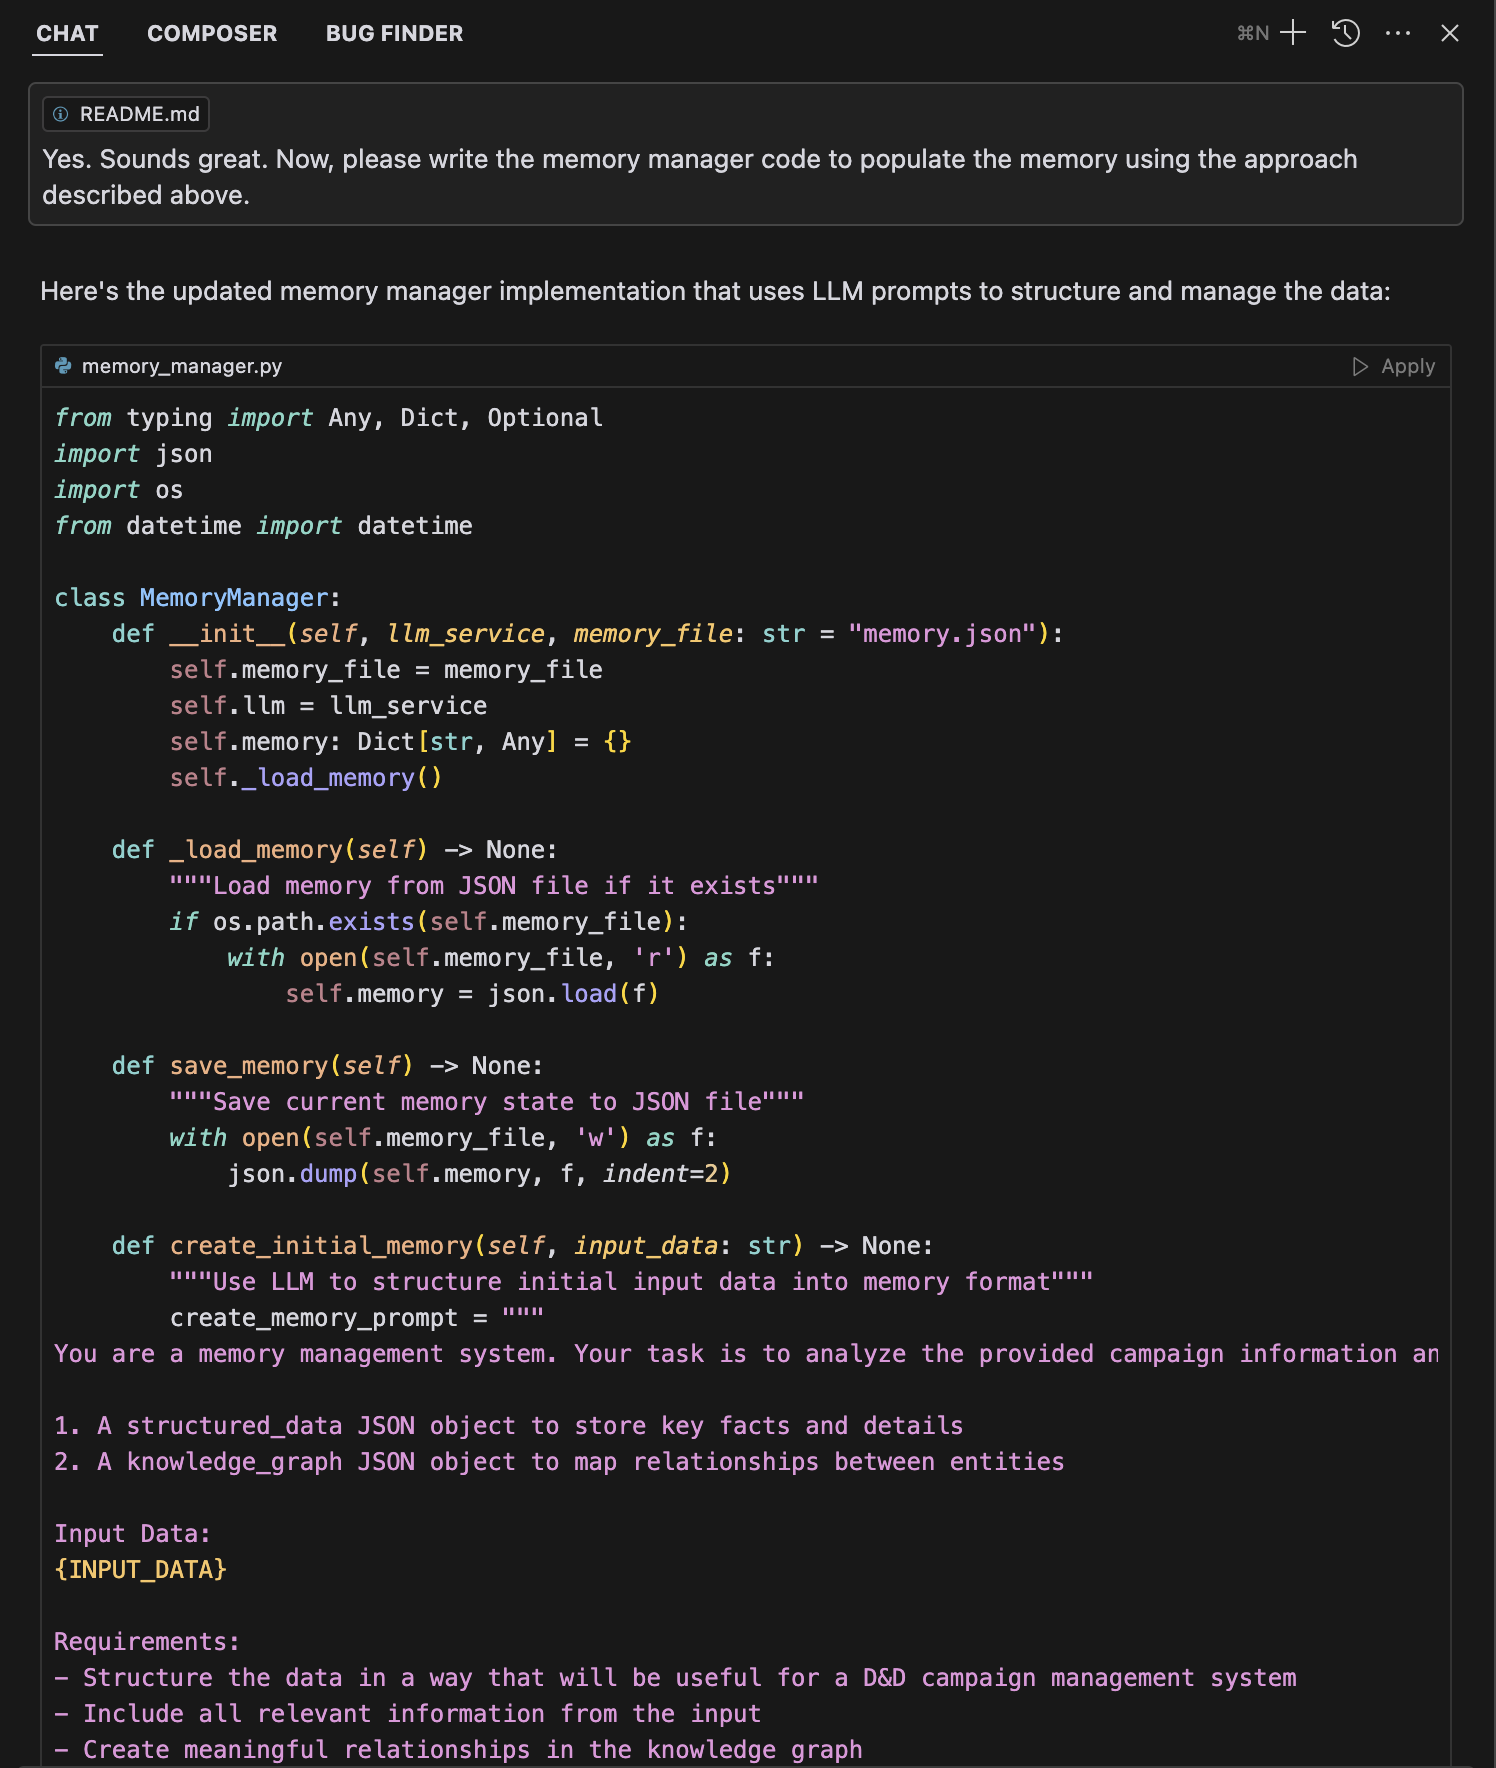 CHAT COMPOSER BUG FINDER ⌘N
README.md
Yes. Sounds great. Now, please write the memory manager code to populate the memory using the approach
described above.
Here's the updated memory manager implementation that uses LLM prompts to structure and manage the data:
memory_manager.py Apply
from typing import Any, Dict, Optional
import json
import os
from datetime import datetime

class MemoryManager:
    def __init__(self, llm_service, memory_file: str = "memory.json"):
        self.memory_file = memory_file
        self.llm = llm_service
        self.memory: Dict[str, Any] = {}
        self._load_memory()

    def _load_memory(self) -> None:
        """Load memory from JSON file if it exists"""
        if os.path.exists(self.memory_file):
            with open(self.memory_file, 'r') as f:
                self.memory = json.load(f)

    def save_memory(self) -> None:
        """Save current memory state to JSON file"""
        with open(self.memory_file, 'w') as f:
            json.dump(self.memory, f, indent=2)

    def create_initial_memory(self, input_data: str) -> None:
        """Use LLM to structure initial input data into memory format"""
        create_memory_prompt = """
You are a memory management system. Your task is to analyze the provided campaign information an

1. A structured_data JSON object to store key facts and details
2. A knowledge_graph JSON object to map relationships between entities

Input Data:
{INPUT_DATA}

Requirements:
- Structure the data in a way that will be useful for a D&D campaign management system
- Include all relevant information from the input
- Create meaningful relationships in the knowledge graph